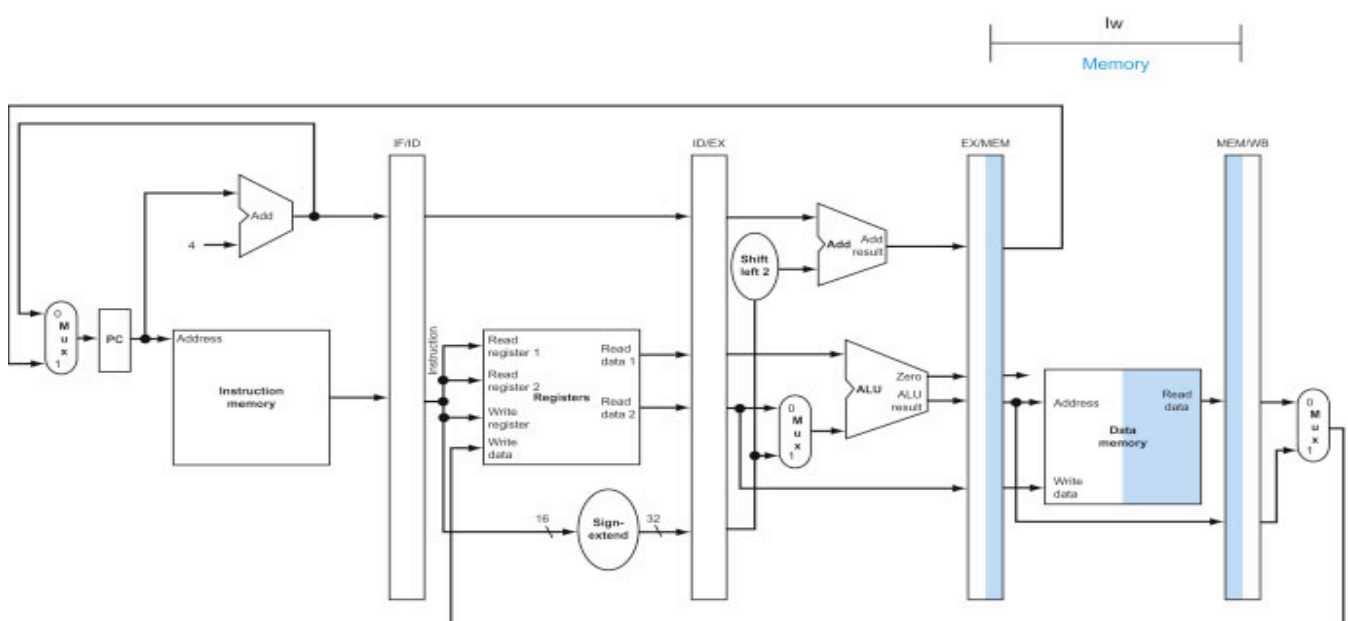 lw
Memory
IF/ID
ID/EX
EX/MEM
MEM/WB
Add
4
Add
Add
result
Shift
left 2
0
M
u
x
1
PC
Address
Instruction
memory
Instruction
Read
register 1
Read
register 2
Write
register
Write
data
Registers
Read
data 1
Read
data 2
0
M
u
x
1
Zero
ALU
ALU
result
Address
Write
data
Data
memory
Read
data
0
M
u
x
1
16
Sign-
extend
32